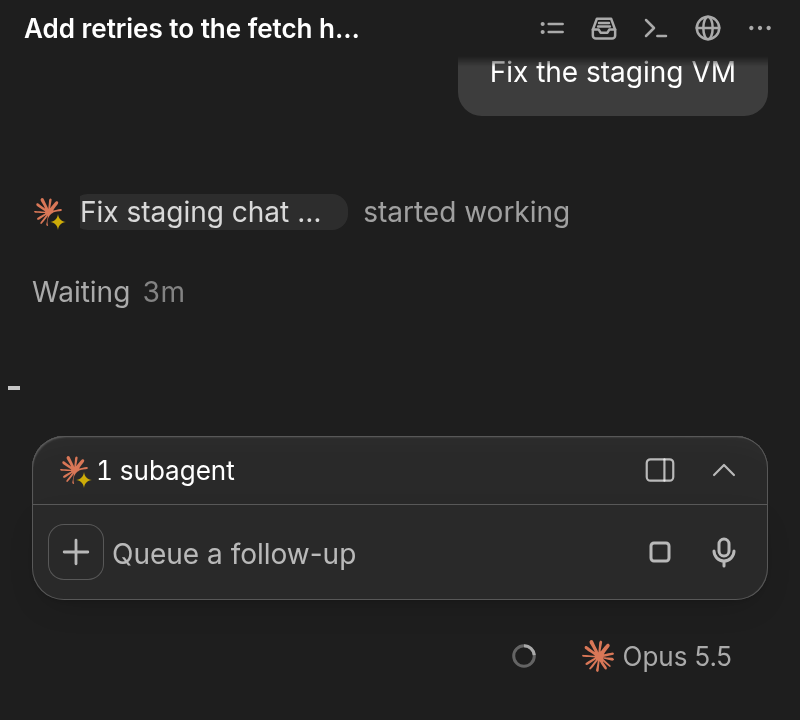 Add retries to the fetch h...
Fix the staging VM
Fix staging chat ... started working
Waiting 3m
1 subagent
Queue a follow-up
Opus 5.5